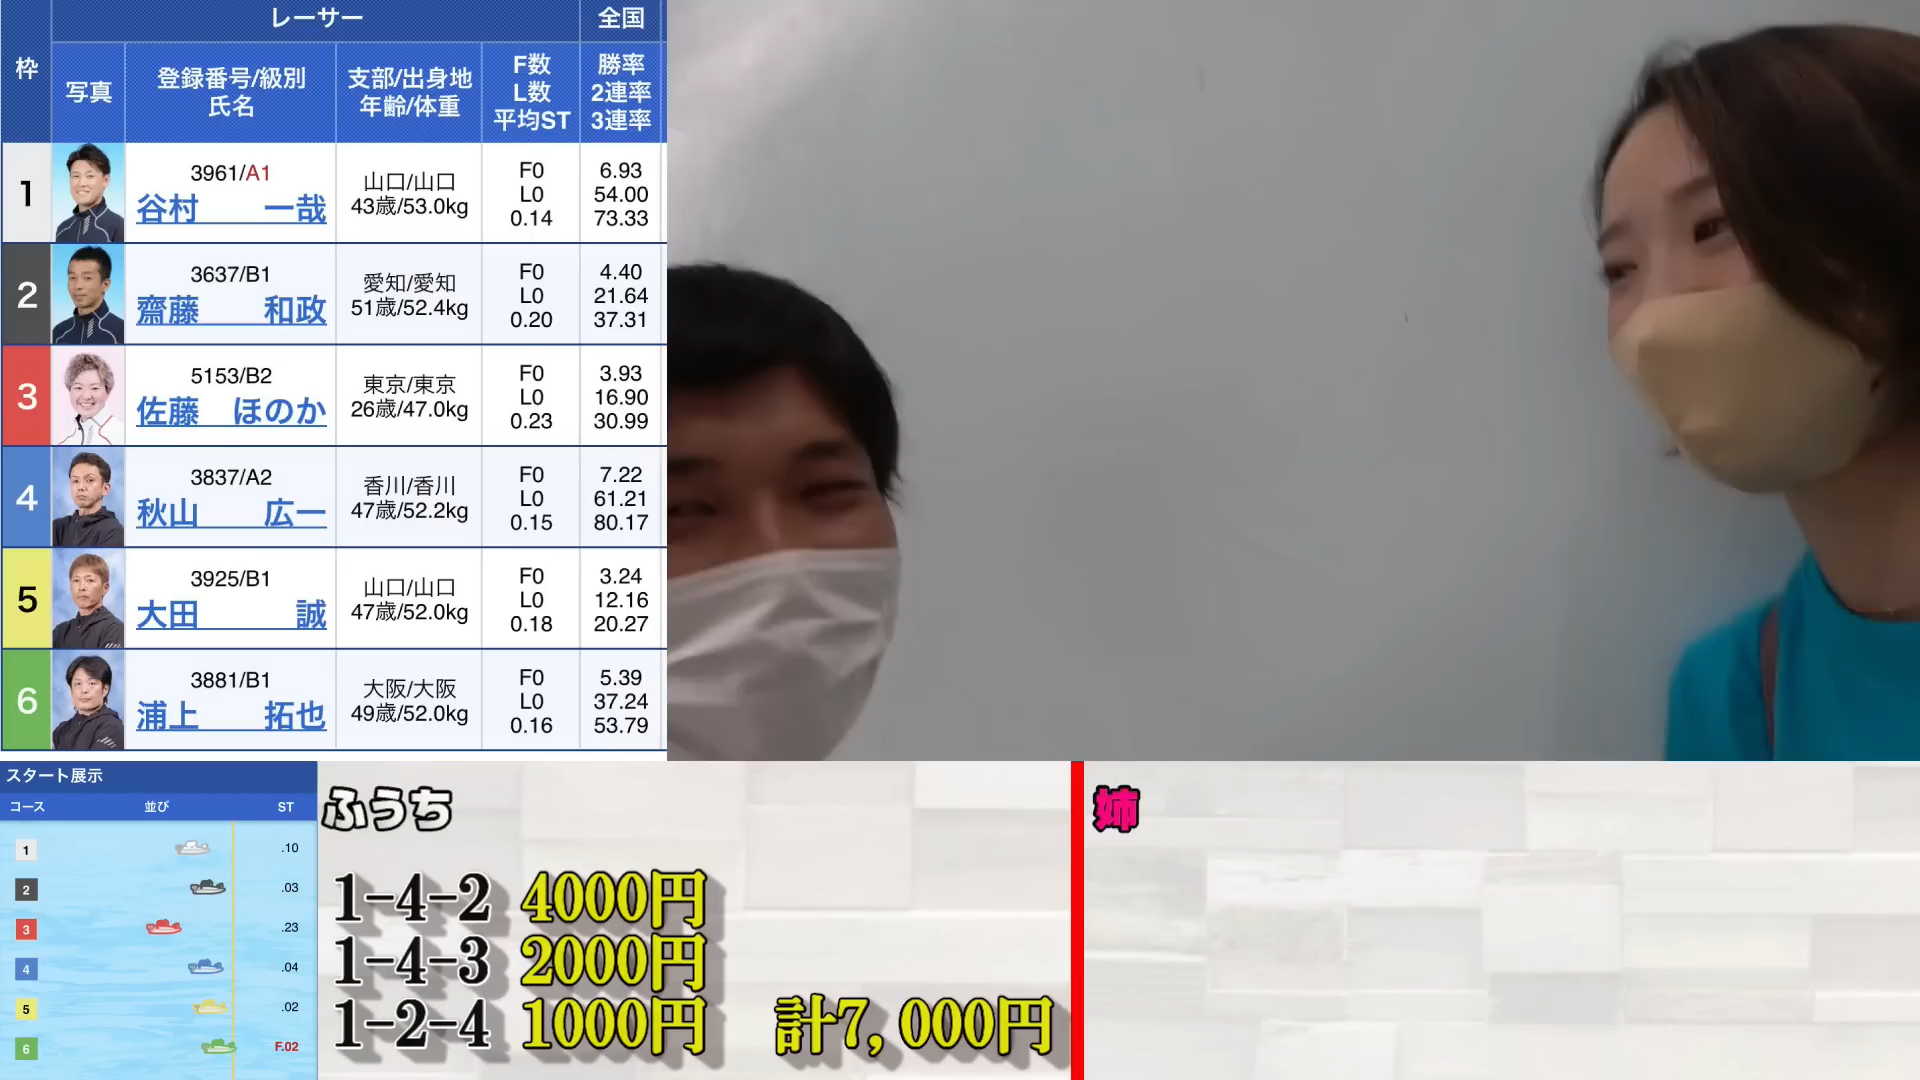 枠
レーサー
全国
写真
登録番号/級別
氏名
支部/出身地
年齢/体重
F数
L数
平均ST
勝率
2連率
3連率
1
3961/A1
谷村 一哉
山口/山口
43歳/53.0kg
F0
L0
0.14
6.93
54.00
73.33
2
3637/B1
齋藤 和政
愛知/愛知
51歳/52.4kg
F0
L0
0.20
4.40
21.64
37.31
3
5153/B2
佐藤 ほのか
東京/東京
26歳/47.0kg
F0
L0
0.23
3.93
16.90
30.99
4
3837/A2
秋山 広一
香川/香川
47歳/52.2kg
F0
L0
0.15
7.22
61.21
80.17
5
3925/B1
大田 誠
山口/山口
47歳/52.0kg
F0
L0
0.18
3.24
12.16
20.27
6
3881/B1
浦上 拓也
大阪/大阪
49歳/52.0kg
F0
L0
0.16
5.39
37.24
53.79
スタート展示
コース 並び ST
1 .10
2 .03
3 .23
4 .04
5 .02
6 F.02
ふうち
1-4-2 4000円
1-4-3 2000円
1-2-4 1000円 計7,000円
姉